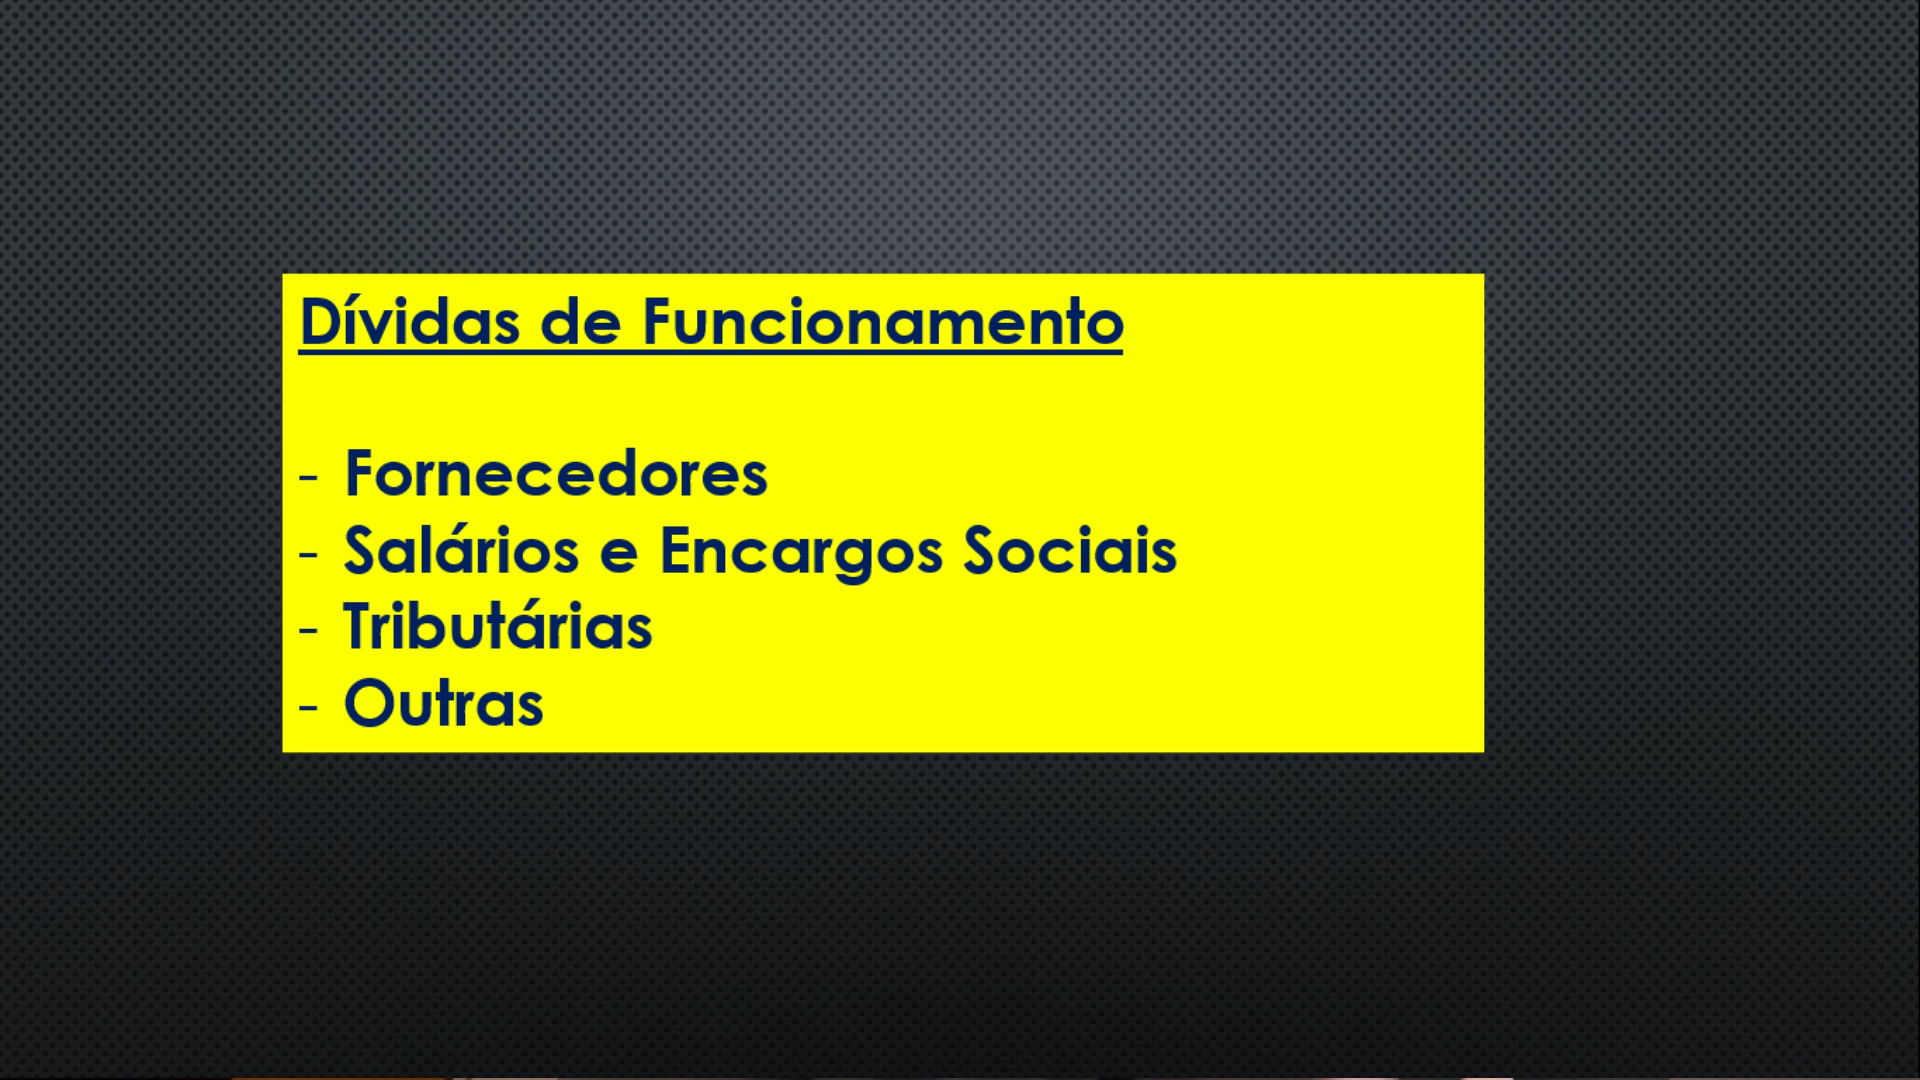 Dívidas de Funcionamento
- Fornecedores
- Salários e Encargos Sociais
- Tributárias
- Outras